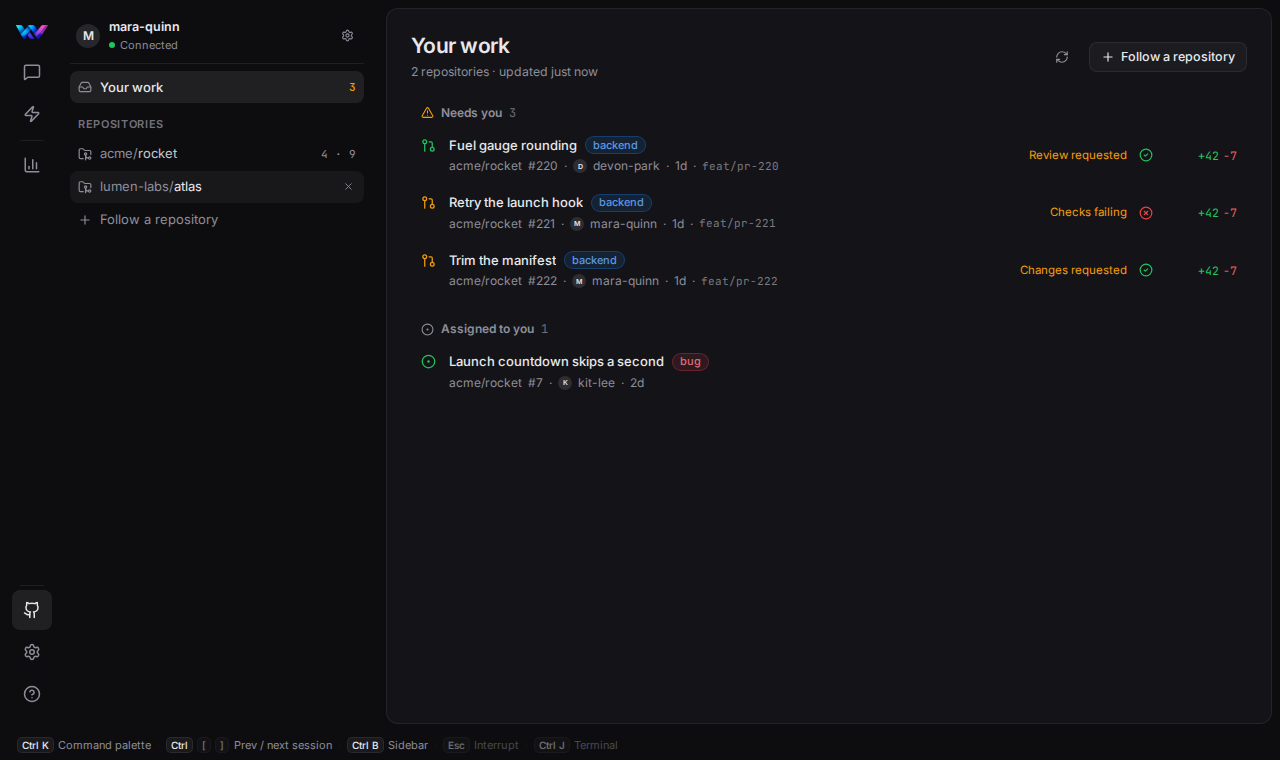 M
mara-quinn
Connected
Your work 3
REPOSITORIES
acme/rocket 4 · 9
lumen-labs/atlas
Follow a repository
Your work
2 repositories · updated just now
Follow a repository
Needs you 3
Fuel gauge rounding backend
acme/rocket #220 · D devon-park · 1d · feat/pr-220
Review requested +42 -7
Retry the launch hook backend
acme/rocket #221 · M mara-quinn · 1d · feat/pr-221
Checks failing +42 -7
Trim the manifest backend
acme/rocket #222 · M mara-quinn · 1d · feat/pr-222
Changes requested +42 -7
Assigned to you 1
Launch countdown skips a second bug
acme/rocket #7 · K kit-lee · 2d
Ctrl K Command palette Ctrl [ ] Prev / next session Ctrl B Sidebar Esc Interrupt Ctrl J Terminal